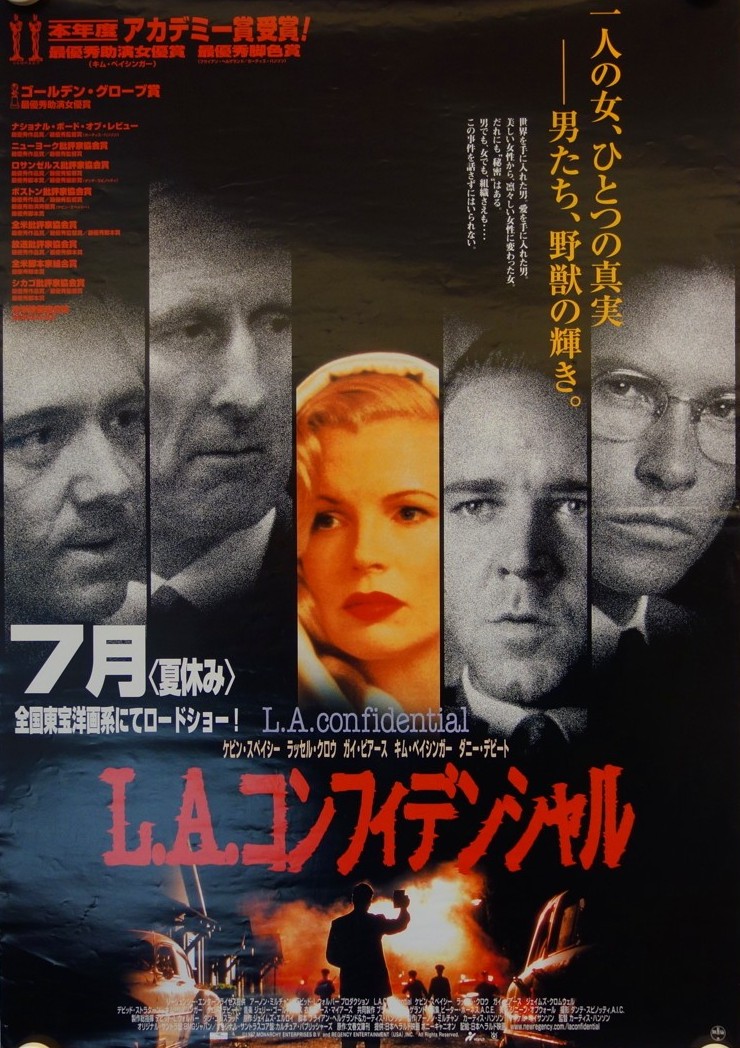 本年度 アカデミー賞受賞!
最優秀助演女優賞 最優秀脚色賞
(キム・ベイシンガー)
ゴールデン・グローブ賞
最優秀助演女優賞
ナショナル・ボード・オブ・レビュー
ニューヨーク批評家協会賞
ロサンゼルス批評家協会賞
ボストン批評家協会賞
全米批評家協会賞
放送批評家協会賞
全米脚本家協会賞
シカゴ批評家協会賞
一人の女、ひとつの真実
──男たち、野獣の輝き。
世界を手に入れた男。愛を手に入れた男。
美しい女性から、凛々しい女性に変わった女。
だれにも“秘密”はある。
男でも、女でも、組織さえも・・・・
この事件を話さずにはいられない。
7月〈夏休み〉
全国東宝洋画系にてロードショー!
L.A.confidential
ケビン・スペイシー ラッセル・クロウ ガイ・ピアース キム・ベイシンガー ダニー・デビート
L.A.コンフィデンシャル